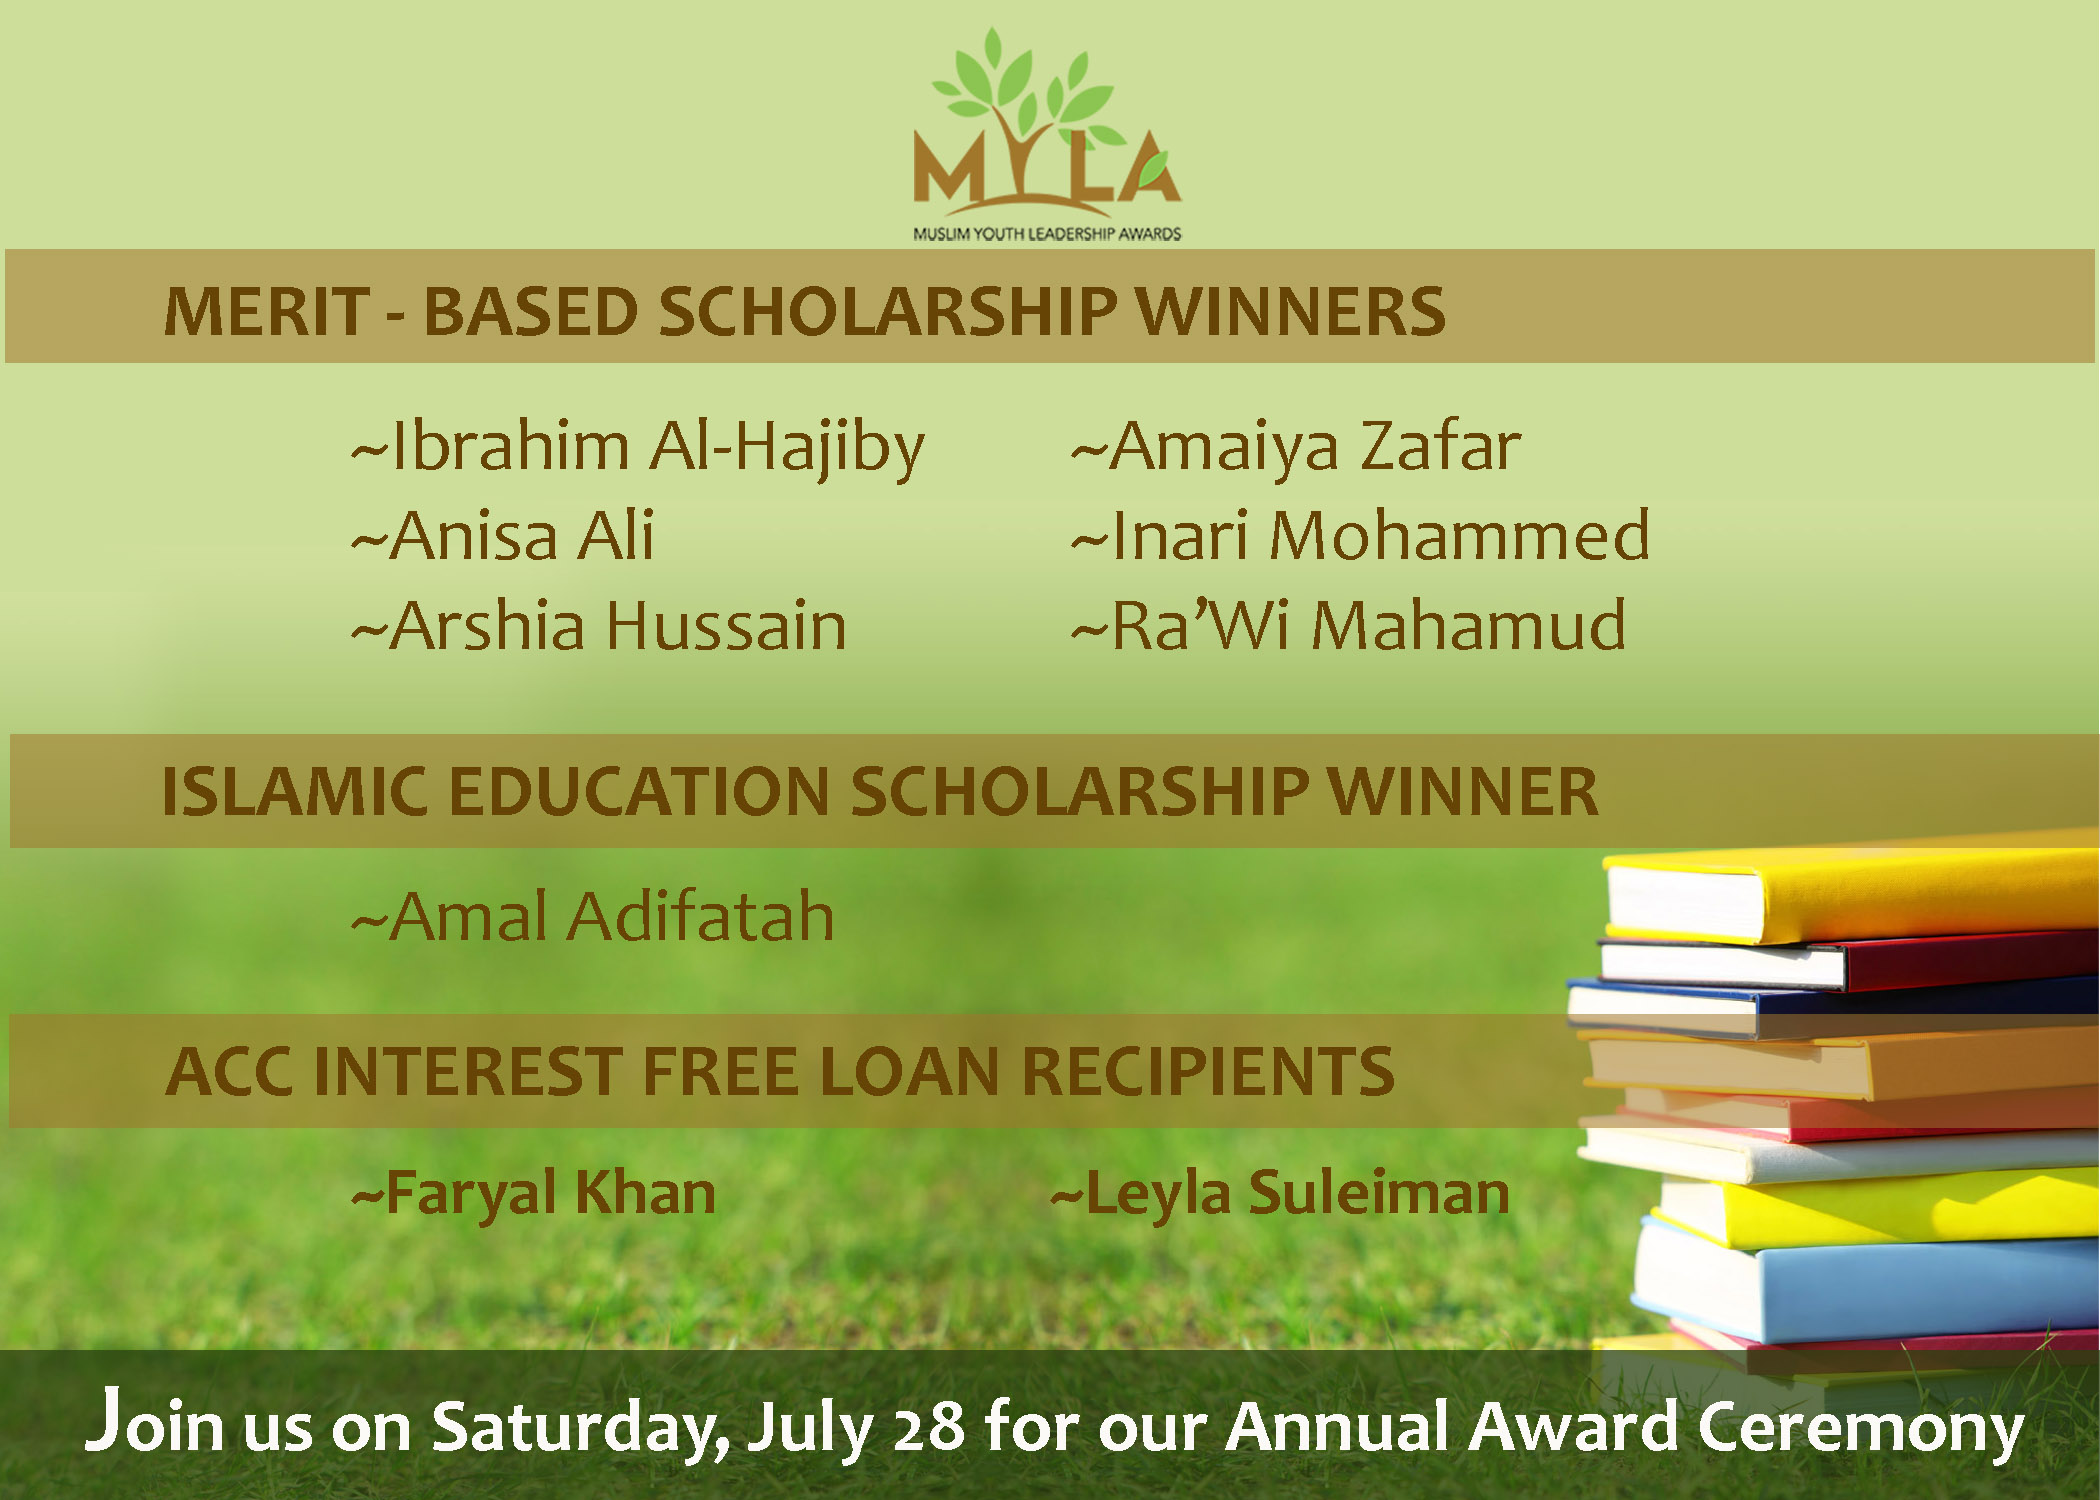 MYLA
MUSLIM YOUTH LEADERSHIP AWARDS
MERIT - BASED SCHOLARSHIP WINNERS
~Ibrahim Al-Hajiby
~Anisa Ali
~Arshia Hussain
~Amaiya Zafar
~Inari Mohammed
~Ra’Wi Mahamud
ISLAMIC EDUCATION SCHOLARSHIP WINNER
~Amal Adifatah
ACC INTEREST FREE LOAN RECIPIENTS
~Faryal Khan
~Leyla Suleiman
Join us on Saturday, July 28 for our Annual Award Ceremony